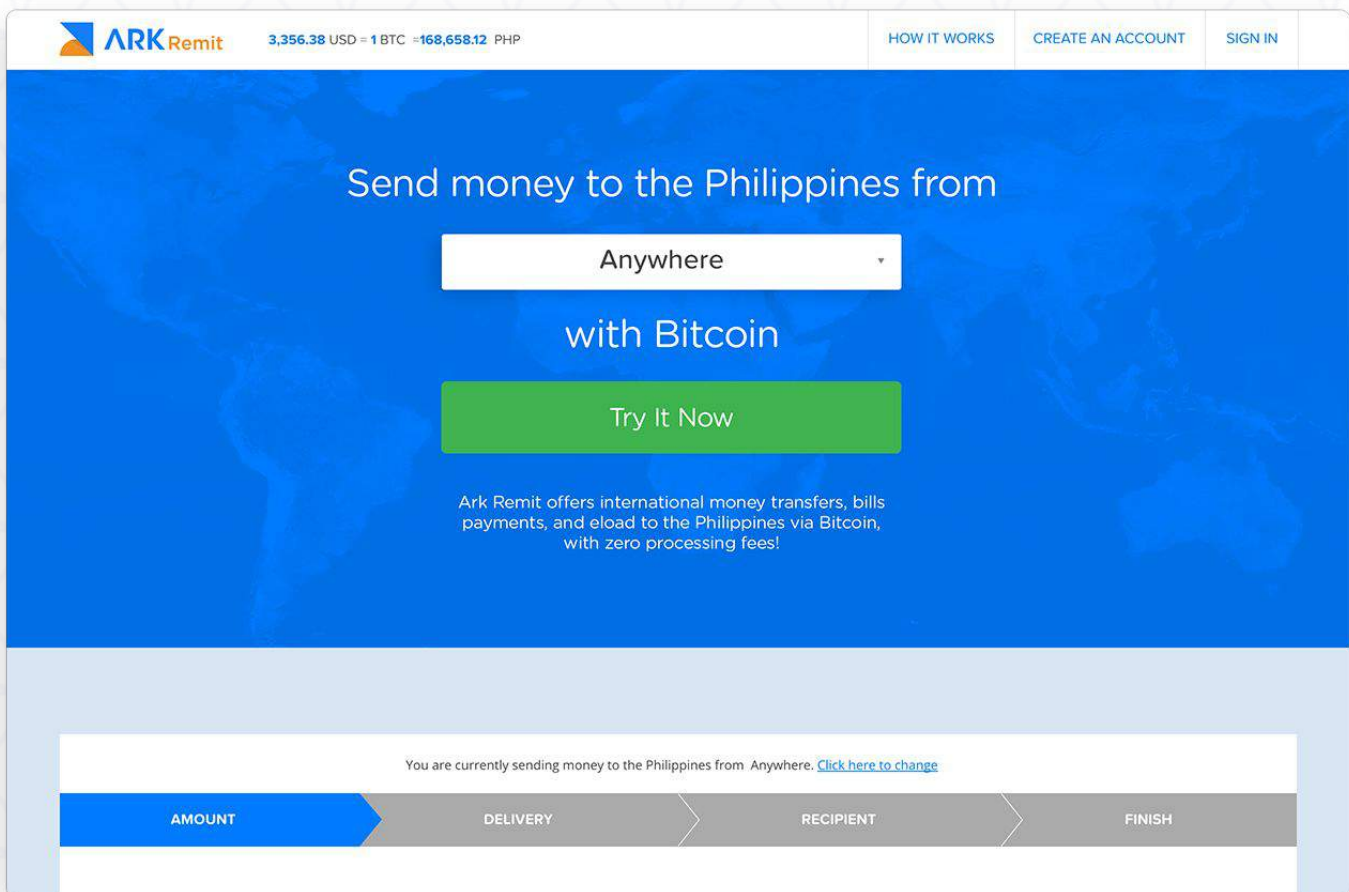 ARK Remit
3,356.38 USD = 1 BTC =168,658.12 PHP
HOW IT WORKS
CREATE AN ACCOUNT
SIGN IN
Send money to the Philippines from
Anywhere
with Bitcoin
Try It Now
Ark Remit offers international money transfers, bills
payments, and eload to the Philippines via Bitcoin,
with zero processing fees!
You are currently sending money to the Philippines from Anywhere. Click here to change
AMOUNT
DELIVERY
RECIPIENT
FINISH